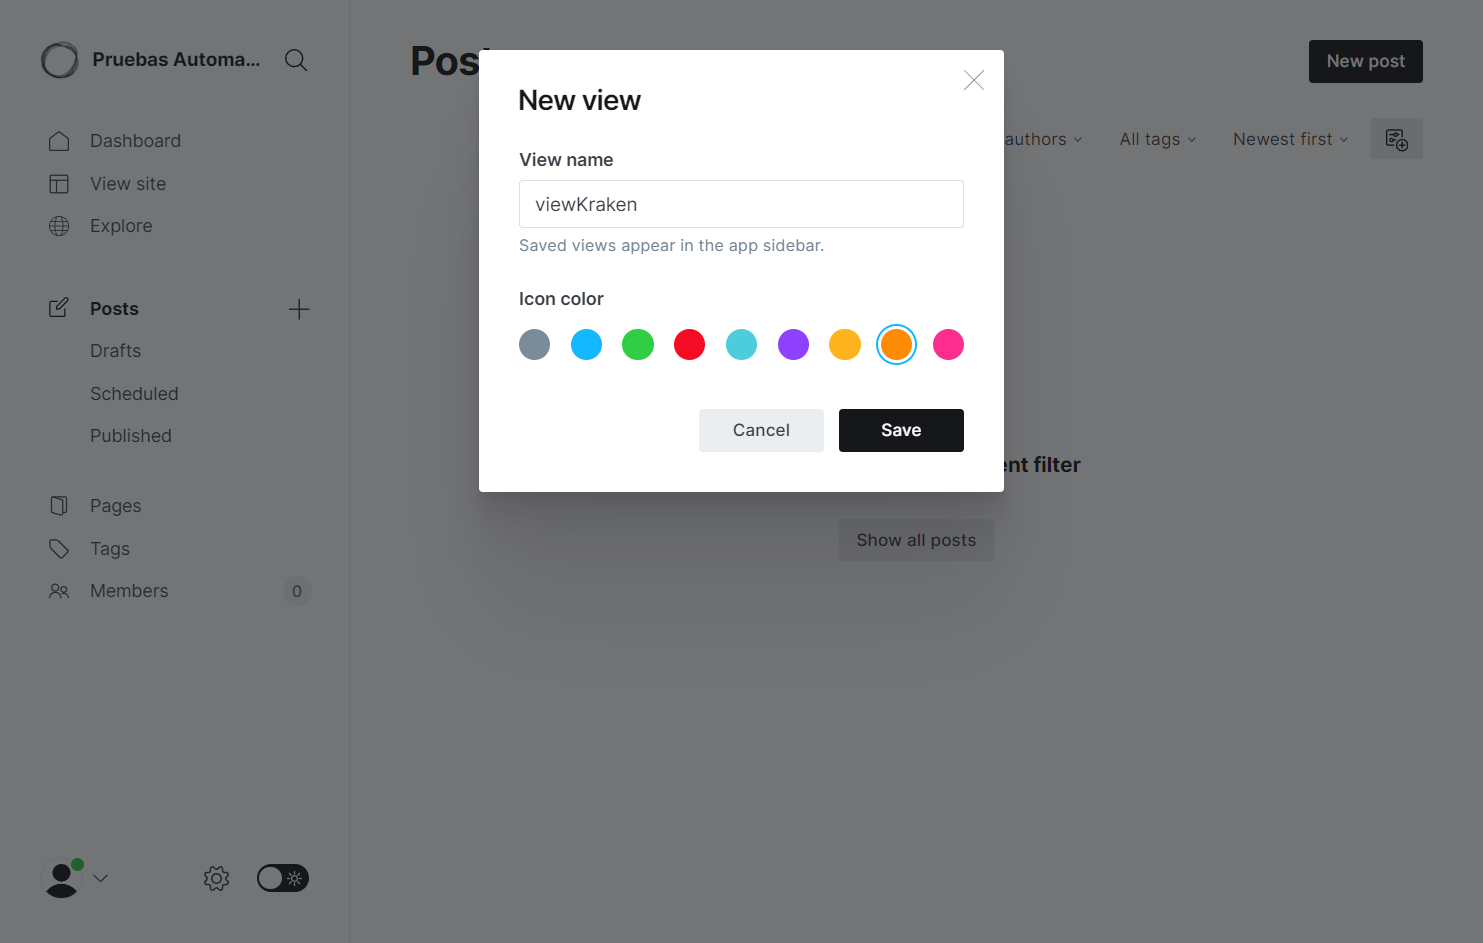 Pruebas Automa...
Dashboard
View site
Explore
Posts
Drafts
Scheduled
Published
Pages
Tags
Members
0
New post
authors
All tags
Newest first
New view
View name
viewKraken
Saved views appear in the app sidebar.
Icon color
Cancel
Save
filter
Show all posts